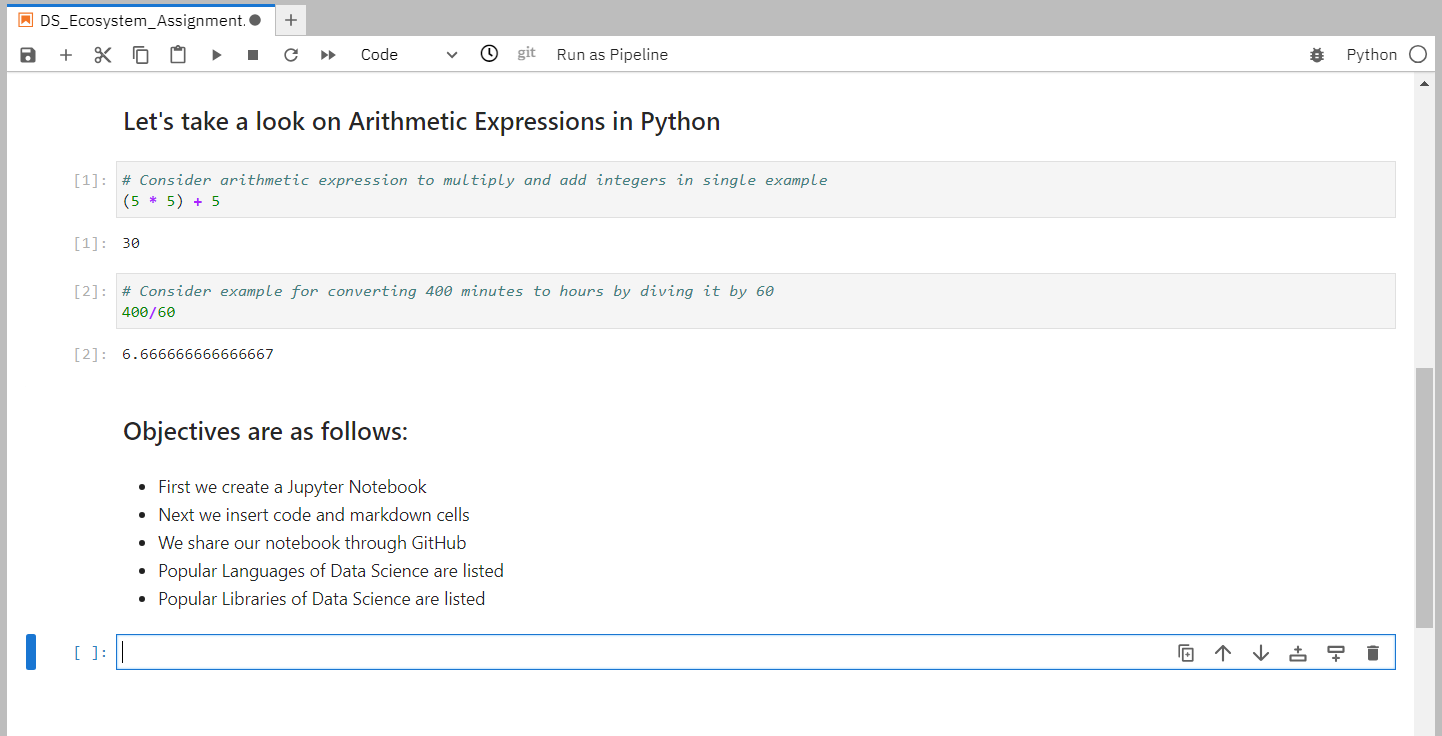 DS_Ecosystem_Assignment.
Code git Run as Pipeline Python
Let's take a look on Arithmetic Expressions in Python
[1]: # Consider arithmetic expression to multiply and add integers in single example
(5 * 5) + 5
[1]: 30
[2]: # Consider example for converting 400 minutes to hours by diving it by 60
400/60
[2]: 6.666666666666667
Objectives are as follows:
• First we create a Jupyter Notebook
• Next we insert code and markdown cells
• We share our notebook through GitHub
• Popular Languages of Data Science are listed
• Popular Libraries of Data Science are listed
[ ]: